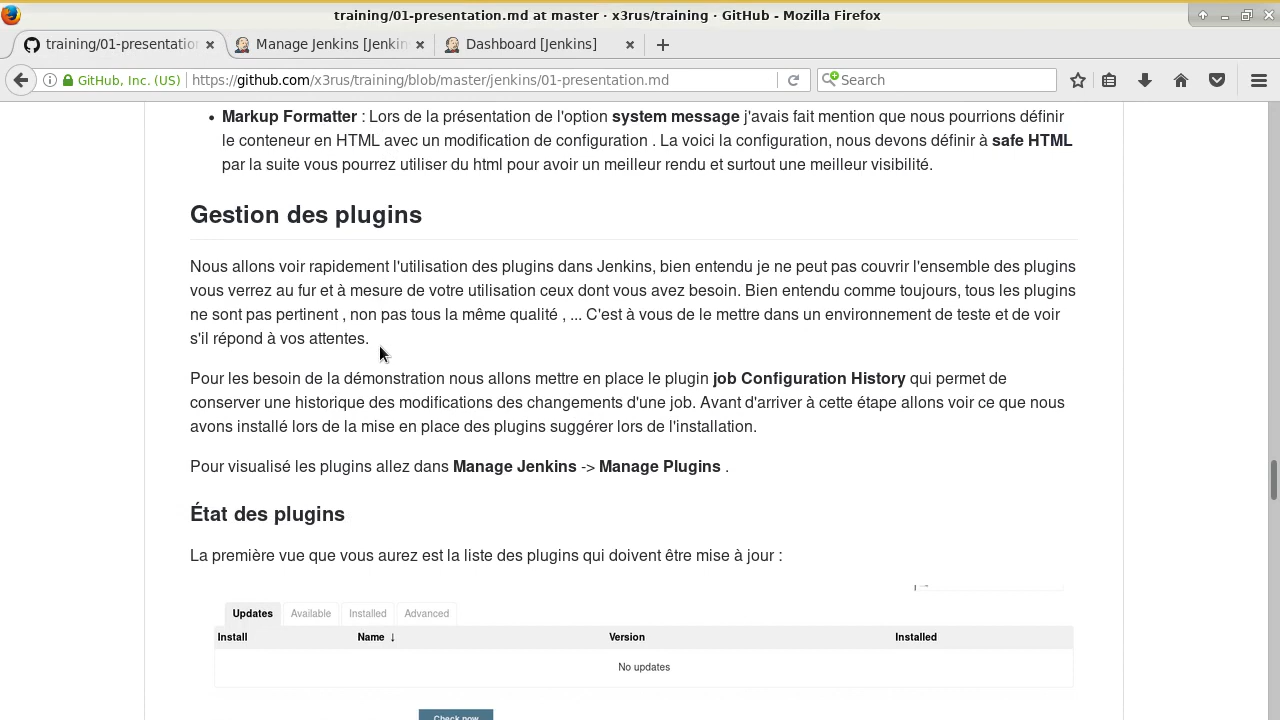 training/01-presentation.md at master · x3rus/training · GitHub - Mozilla Firefox
training/01-presentatio
Manage Jenkins [Jenkin
Dashboard [Jenkins]
GitHub, Inc. (US)
https://github.com/x3rus/training/blob/master/jenkins/01-presentation.md
Search
• Markup Formatter : Lors de la présentation de l'option system message j'avais fait mention que nous pourrions définir
le conteneur en HTML avec un modification de configuration . La voici la configuration, nous devons définir à safe HTML
par la suite vous pourrez utiliser du html pour avoir un meilleur rendu et surtout une meilleur visibilité.
Gestion des plugins
Nous allons voir rapidement l'utilisation des plugins dans Jenkins, bien entendu je ne peut pas couvrir l'ensemble des plugins
vous verrez au fur et à mesure de votre utilisation ceux dont vous avez besoin. Bien entendu comme toujours, tous les plugins
ne sont pas pertinent , non pas tous la même qualité , ... C'est à vous de le mettre dans un environnement de teste et de voir
s'il répond à vos attentes.
Pour les besoin de la démonstration nous allons mettre en place le plugin job Configuration History qui permet de
conserver une historique des modifications des changements d'une job. Avant d'arriver à cette étape allons voir ce que nous
avons installé lors de la mise en place des plugins suggérer lors de l'installation.
Pour visualisé les plugins allez dans Manage Jenkins -> Manage Plugins .
État des plugins
La première vue que vous aurez est la liste des plugins qui doivent être mise à jour :
Updates Available Installed Advanced
Install Name ↓ Version Installed
No updates
Check now